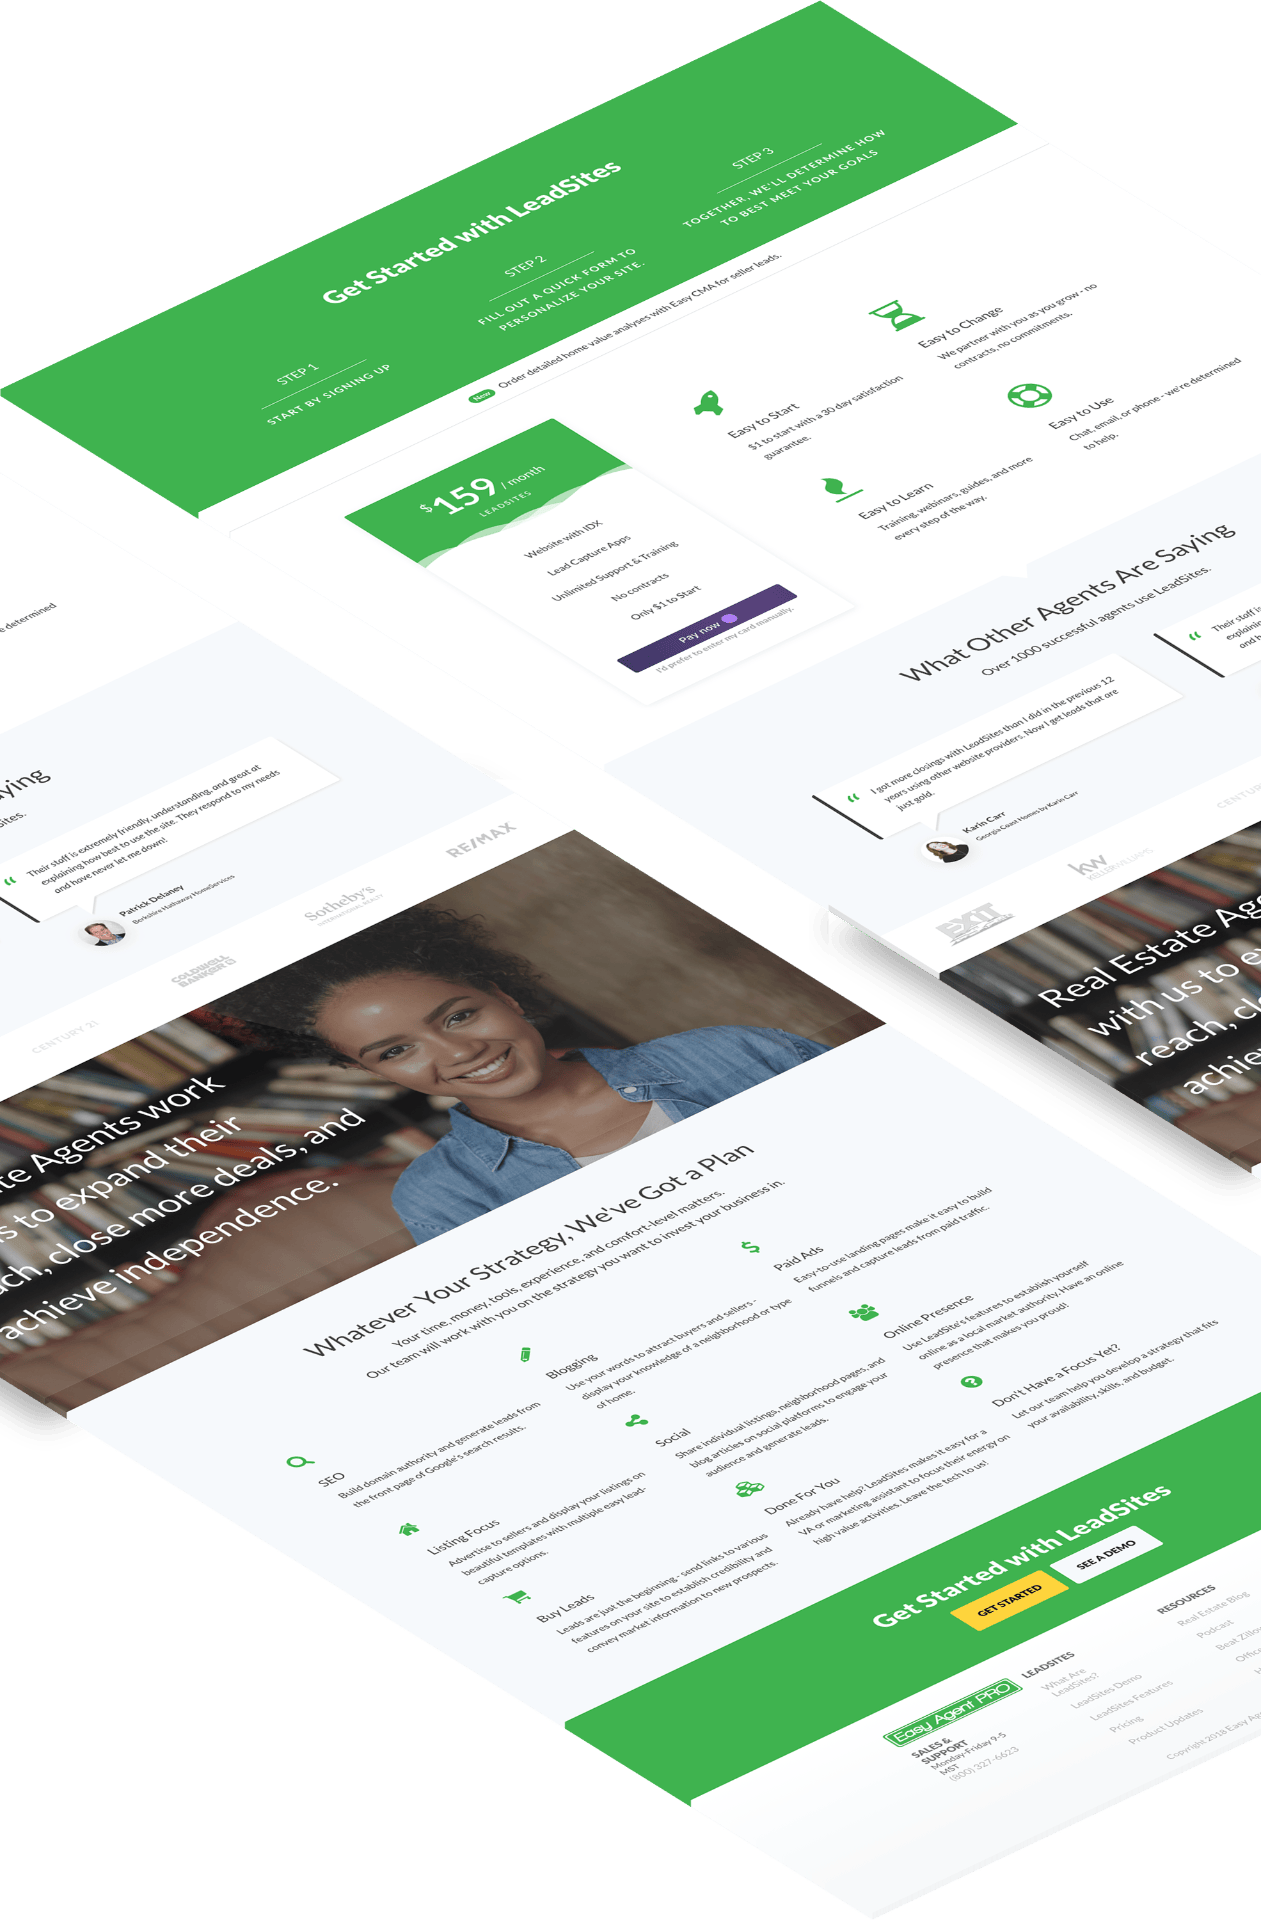 Get Started with LeadSites
STEP 1
START BY SIGNING UP
STEP 2
FILL OUT A QUICK FORM TO
PERSONALIZE YOUR SITE.
STEP 3
TOGETHER, WE'LL DETERMINE HOW
TO BEST MEET YOUR GOALS
New Order detailed home value analyses with Easy CMA for seller leads.
$159 / month
LEADSITES
Website with IDX
Lead Capture Apps
Unlimited Support & Training
No contracts
Only $1 to Start
Pay now
I'd prefer to enter my card manually.
Easy to Start
$1 to start with a 30 day satisfaction
guarantee.
Easy to Change
We partner with you as you grow - no
contracts, no commitments.
Easy to Learn
Training, webinars, guides, and more
every step of the way.
Easy to Use
Chat, email, or phone - we're determined
to help.
What Other Agents Are Saying
Over 1000 successful agents use LeadSites.
“ I got more closings with LeadSites than I did in the previous 12
years using other website providers. Now I get leads that are
just gold.
Karin Carr
Georgia Coast Homes by Karin Carr
“ Their staff is
explaining
and h
EXIT
kw
KELLERWILLIAMS
CENTURY
Real Estate Age
with us to e
reach, clo
achiev
e determined
aying
Sites.
“ Their staff is extremely friendly, understanding, and great at
explaining how best to use the site. They respond to my needs
and have never let me down!
Patrick Delaney
Berkshire Hathaway HomeServices
CENTURY 21
COLDWELL
BANKER
Sotheby's
INTERNATIONAL REALTY
RE/MAX
te Agents work
s to expand their
ch, close more deals, and
achieve independence.
Whatever Your Strategy, We've Got a Plan
Your time, money, tools, experience, and comfort-level matters.
Our team will work with you on the strategy you want to invest your business in.
SEO
Build domain authority and generate leads from
the front page of Google's search results.
Blogging
Use your words to attract buyers and sellers -
display your knowledge of a neighborhood or type
of home.
Paid Ads
Easy-to-use landing pages make it easy to build
funnels and capture leads from paid traffic.
Listing Focus
Advertise to sellers and display your listings on
beautiful templates with multiple easy lead-
capture options.
Social
Share individual listings, neighborhood pages, and
blog articles on social platforms to engage your
audience and generate leads.
Online Presence
Use LeadSite's features to establish yourself
online as a local market authority. Have an online
presence that makes you proud!
Buy Leads
Leads are just the beginning - send links to various
features on your site to establish credibility and
convey market information to new prospects.
Done For You
Already have help? LeadSites makes it easy for a
VA or marketing assistant to focus their energy on
high value activities. Leave the tech to us!
Don't Have a Focus Yet?
Let our team help you develop a strategy that fits
your availability, skills, and budget.
Get Started with LeadSites
GET STARTED
SEE A DEMO
Easy Agent PRO
SALES &
SUPPORT
Monday-Friday 9-5
MST
(800) 327-6623
LEADSITES
What Are
LeadSites?
LeadSites Demo
LeadSites Features
Pricing
Product Updates
RESOURCES
Real Estate Blog
Podcast
Beat Zillo
Office
Copyright 2018 Easy Ag